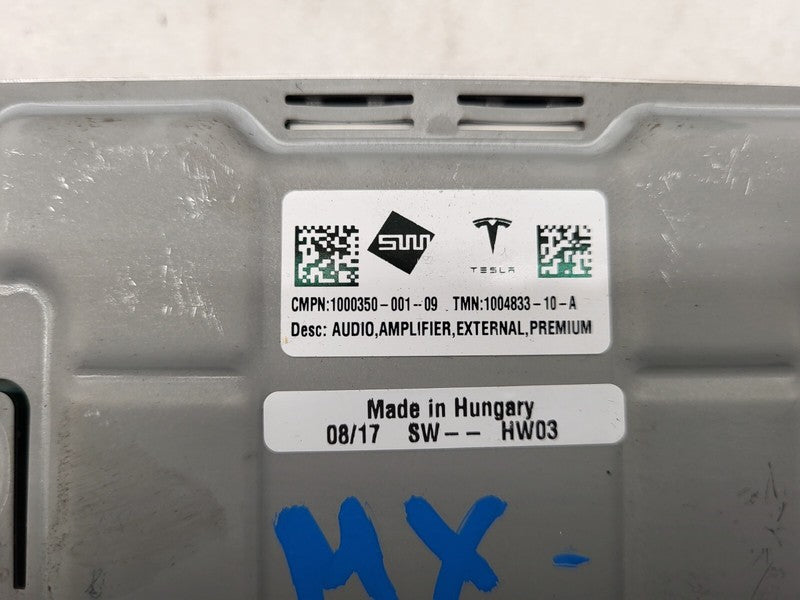 SWM
TESLA
CMPN:1000350-001-09 TMN:1004833-10-A
Desc: AUDIO,AMPLIFIER,EXTERNAL,PREMIUM
Made in Hungary
08/17 SW-- HW03
MX-